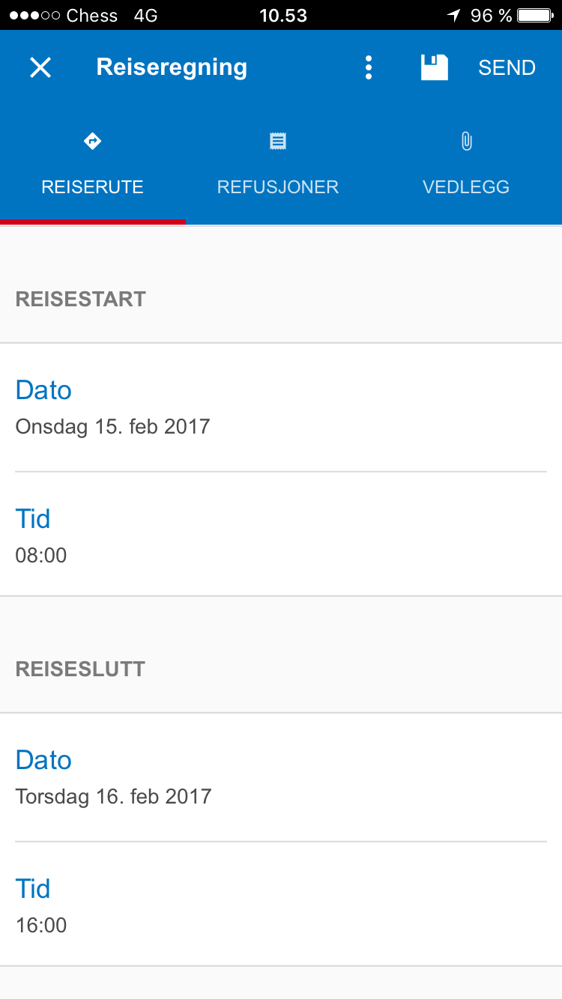 Chess 4G 10.53 96 %
Reiseregning SEND
REISERUTE REFUSJONER VEDLEGG
REISESTART
Dato
Onsdag 15. feb 2017
Tid
08:00
REISESLUTT
Dato
Torsdag 16. feb 2017
Tid
16:00